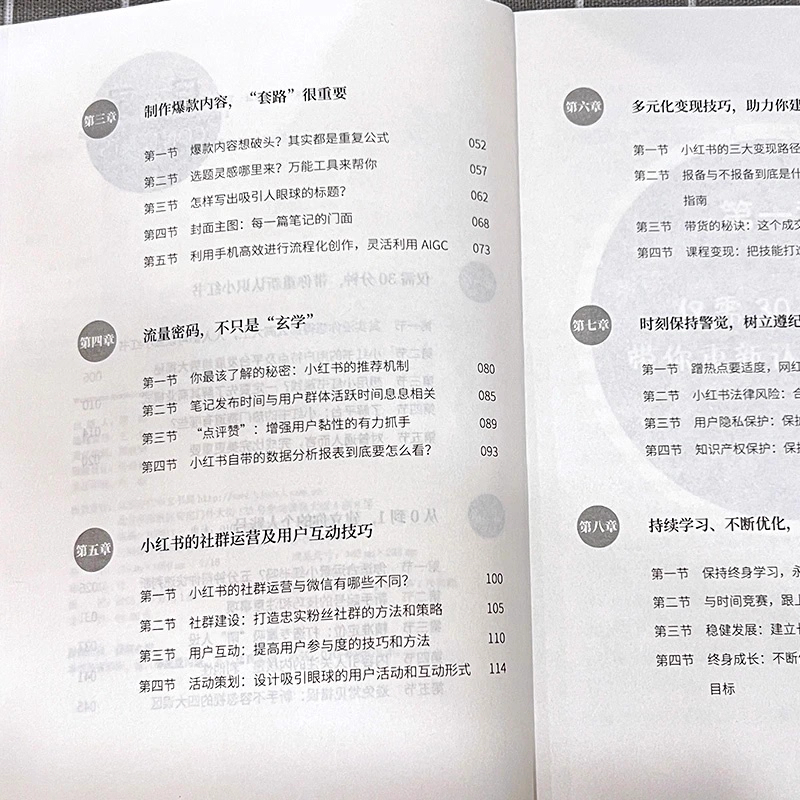 第三章 制作爆款内容，“套路”很重要
第一节 爆款内容想破头？其实都是重复公式 052
第二节 选题灵感哪里来？万能工具来帮你 057
第三节 怎样写出吸引人眼球的标题？ 062
第四节 封面主图：每一篇笔记的门面 068
第五节 利用手机高效进行流程化创作，灵活利用 AIGC 073
第四章 流量密码，不只是“玄学”
第一节 你最该了解的秘密：小红书的推荐机制 080
第二节 笔记发布时间与用户群体活跃时间息息相关 085
第三节 “点评赞”：增强用户黏性的有力抓手 089
第四节 小红书自带的数据分析报表到底要怎么看？ 093
第五章 小红书的社群运营及用户互动技巧
第一节 小红书的社群运营与微信有哪些不同？ 100
第二节 社群建设：打造忠实粉丝社群的方法和策略 105
第三节 用户互动：提高用户参与度的技巧和方法 110
第四节 活动策划：设计吸引眼球的用户活动和互动形式 114
第六章 多元化变现技巧，助力你建
第一节 小红书的三大变现路径
第二节 报备与不报备到底是什
指南
第三节 带货的秘诀：这个成交
第四节 课程变现：把技能打造
第七章 时刻保持警觉，树立遵纪
第一节 蹭热点要适度，网红
第二节 小红书法律风险：合
第三节 用户隐私保护：保护
第四节 知识产权保护：保
第八章 持续学习、不断优化，
第一节 保持终身学习，永
第二节 与时间竞赛，跟上
第三节 稳健发展：建立长
第四节 终身成长：不断
目标